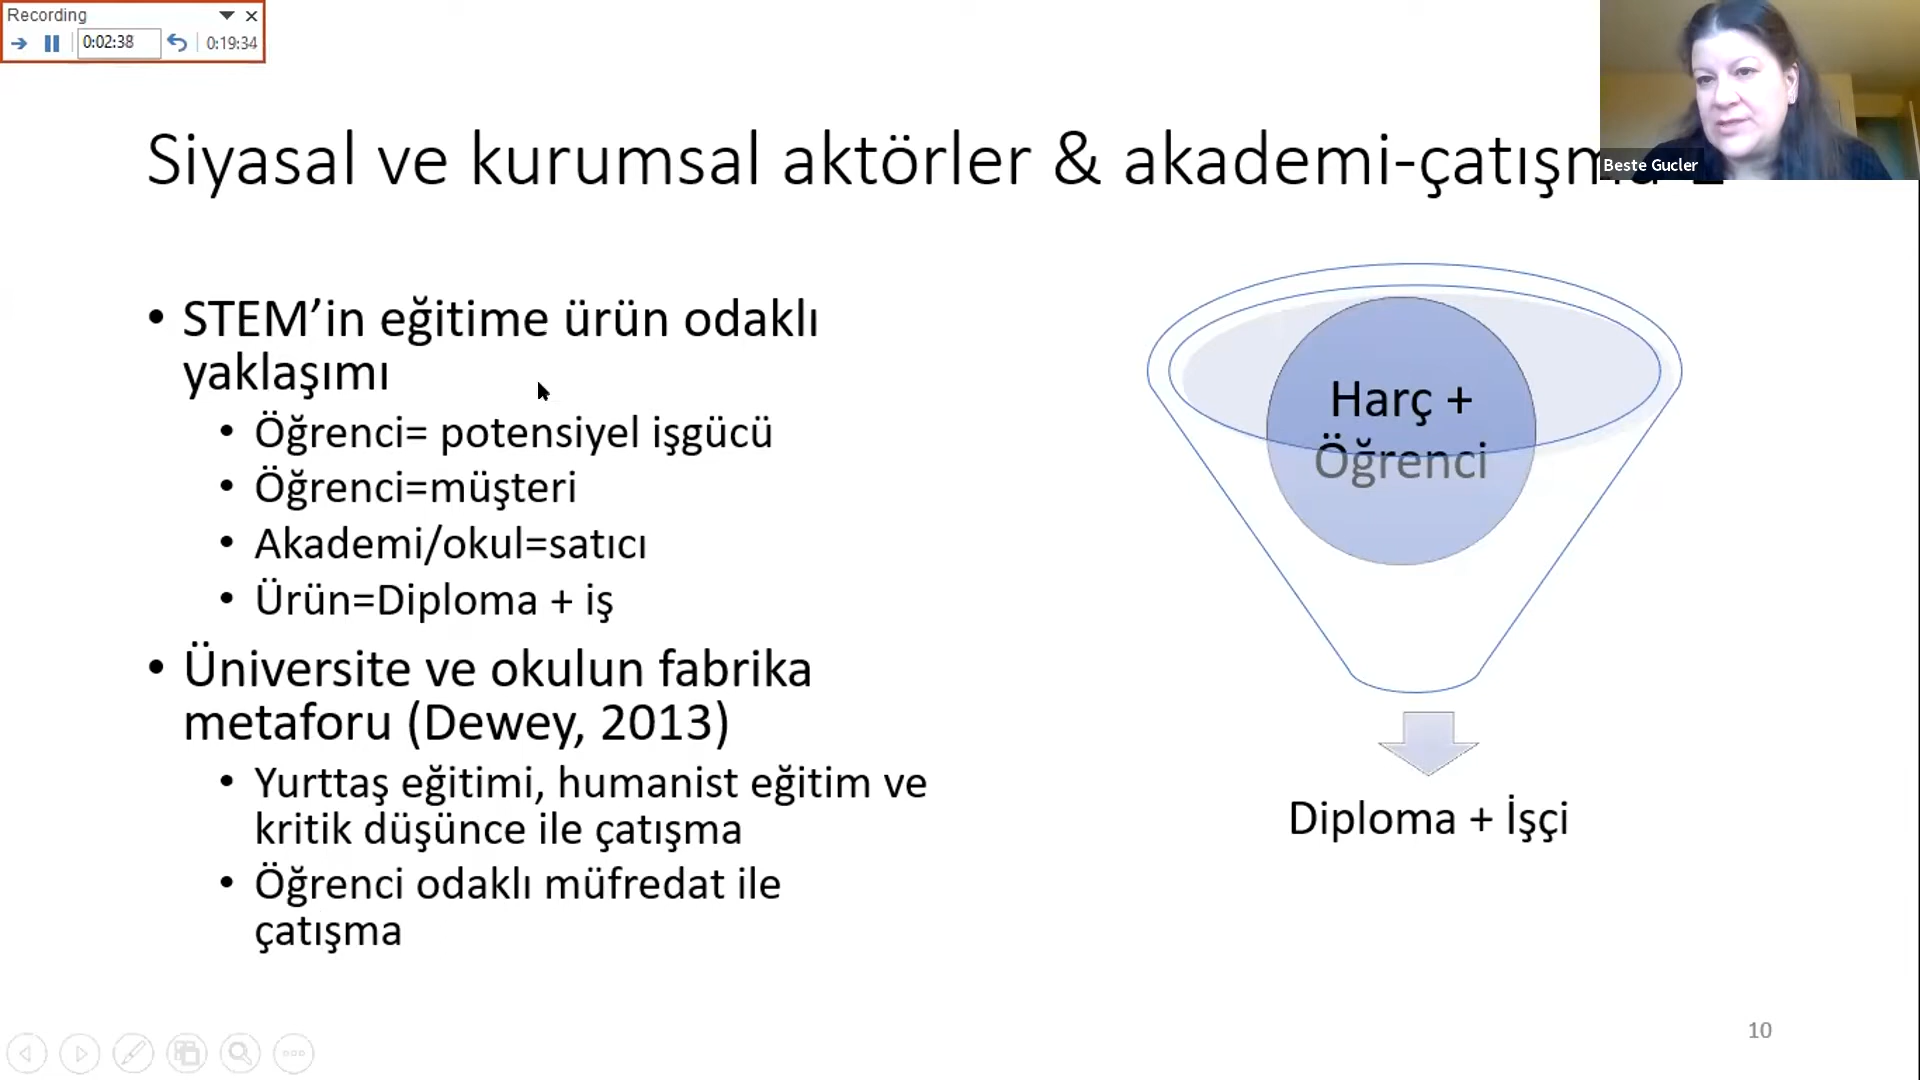 Recording
0:02:38
0:19:34
Siyasal ve kurumsal aktörler & akademi-çatışma
Beste Gucler
• STEM’in eğitime ürün odaklı
yaklaşımı
• Öğrenci= potensiyel işgücü
• Öğrenci=müşteri
• Akademi/okul=satıcı
• Ürün=Diploma + iş
• Üniversite ve okulun fabrika
metaforu (Dewey, 2013)
• Yurttaş eğitimi, humanist eğitim ve
kritik düşünce ile çatışma
• Öğrenci odaklı müfredat ile
çatışma
Harç +
Öğrenci
Diploma + İşçi
10